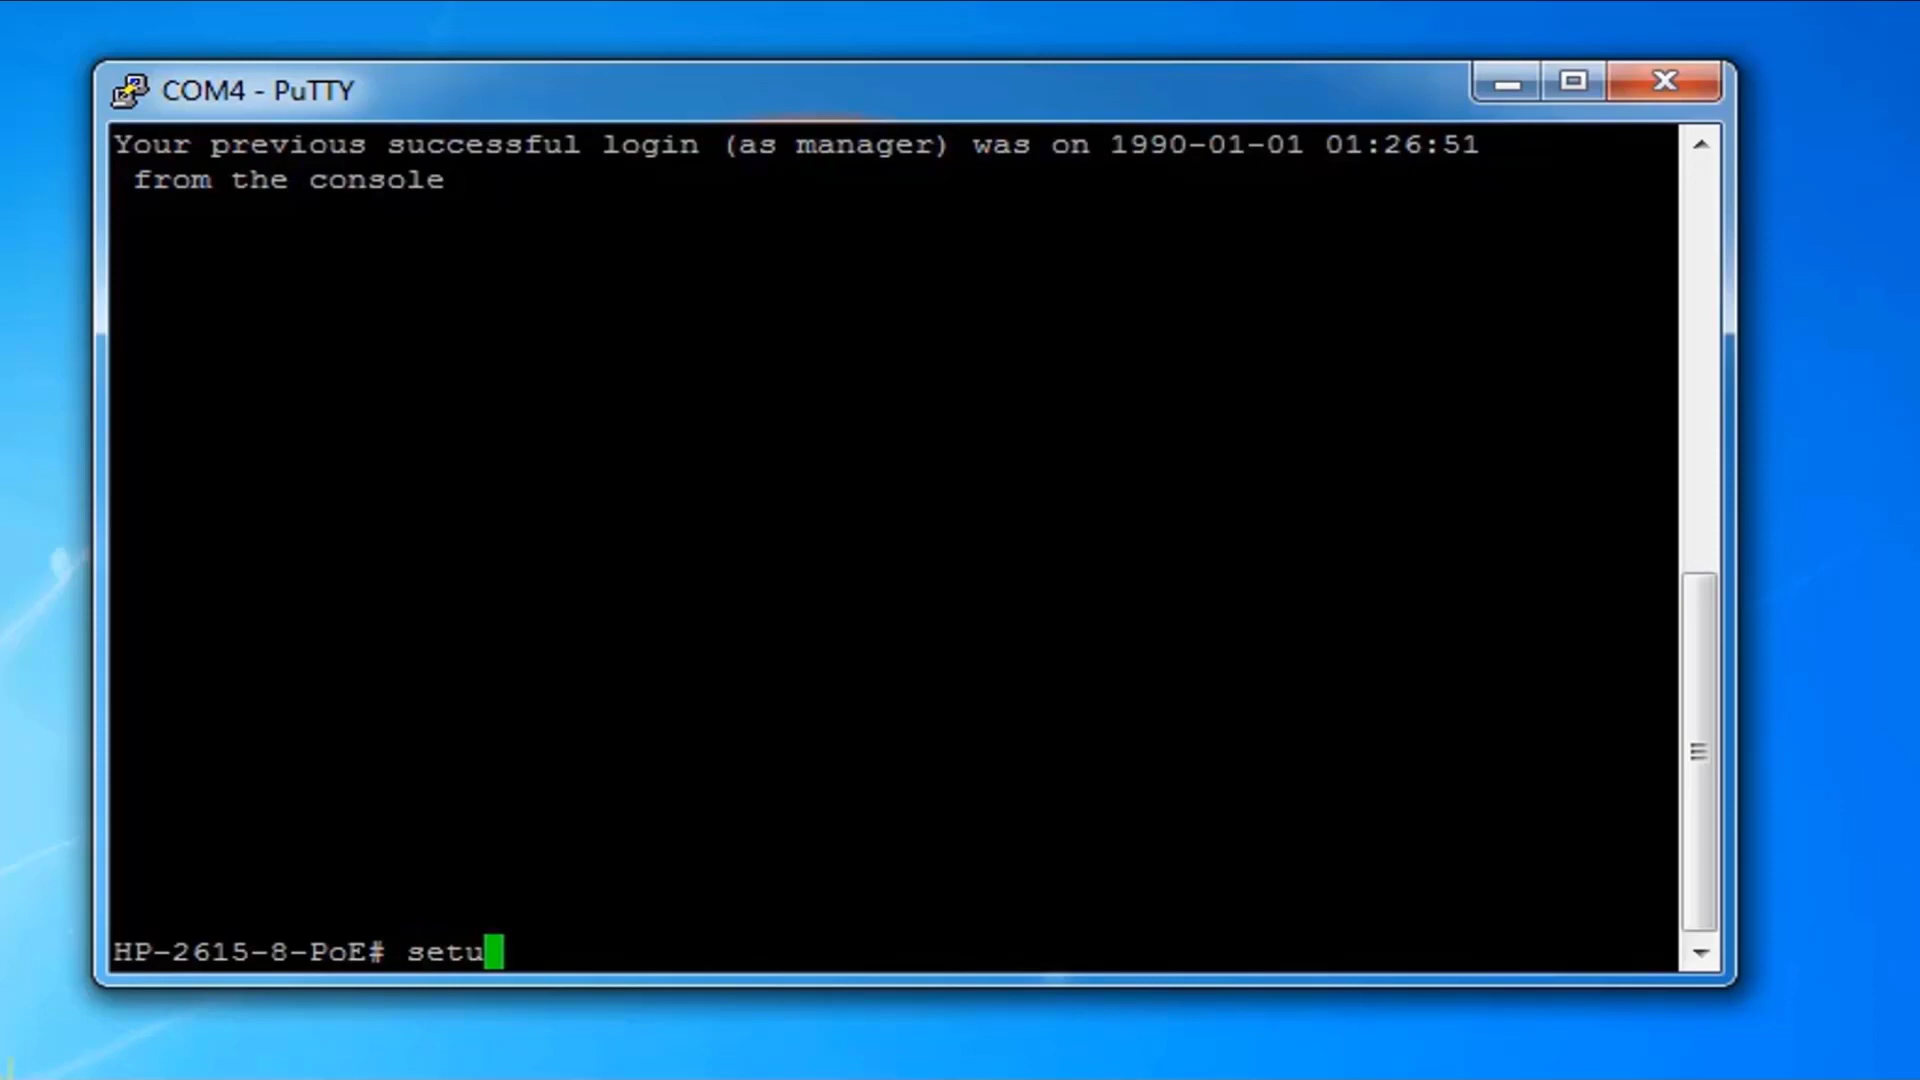 COM4 - PuTTY
Your previous successful login (as manager) was on 1990-01-01 01:26:51
from the console
HP-2615-8-PoE# setu